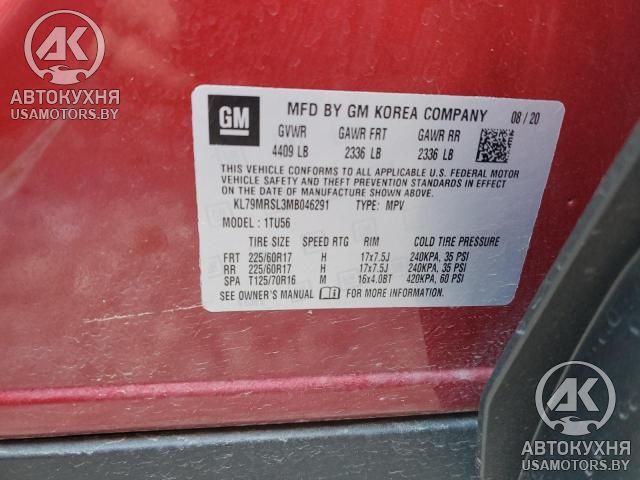 АВТОКУХНЯ
USAMOTORS.BY
GM
MFD BY GM KOREA COMPANY 08/20
GVWR GAWR FRT GAWR RR
4409 LB 2336 LB 2336 LB
THIS VEHICLE CONFORMS TO ALL APPLICABLE U.S. FEDERAL MOTOR
VEHICLE SAFETY AND THEFT PREVENTION STANDARDS IN EFFECT
ON THE DATE OF MANUFACTURE SHOWN ABOVE.
KL79MRSL3MB046291 TYPE: MPV
MODEL: 1TU56
TIRE SIZE SPEED RTG RIM COLD TIRE PRESSURE
FRT 225/60R17 H 17x7.5J 240KPA, 35 PSI
RR 225/60R17 H 17x7.5J 240KPA, 35 PSI
SPA T125/70R16 M 16x4.0BT 420KPA, 60 PSI
SEE OWNER'S MANUAL FOR ADDITIONAL INFORMATION.
АК
АВТОКУХНЯ
USAMOTORS.BY